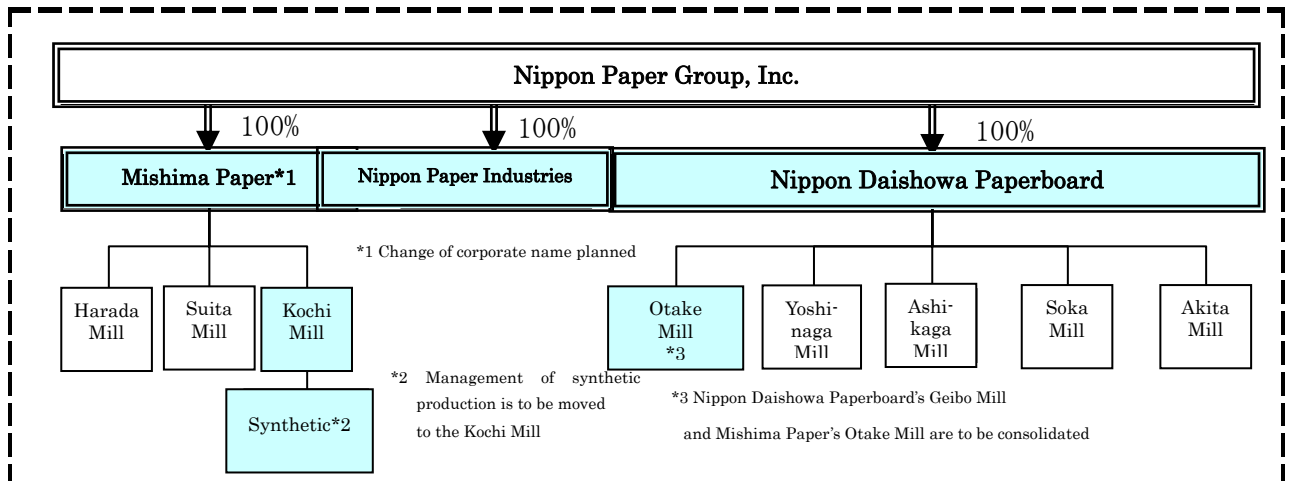 Nippon Paper Group, Inc.
100%
100%
100%
Mishima Paper*1
Nippon Paper Industries
Nippon Daishowa Paperboard
*1 Change of corporate name planned
Harada
Mill
Suita
Mill
Kochi
Mill
Otake
Mill
*3
Yoshi-
naga
Mill
Ashi-
kaga
Mill
Soka
Mill
Akita
Mill
Synthetic*2
*2 Management of synthetic
production is to be moved
to the Kochi Mill
*3 Nippon Daishowa Paperboard's Geibo Mill
and Mishima Paper's Otake Mill are to be consolidated